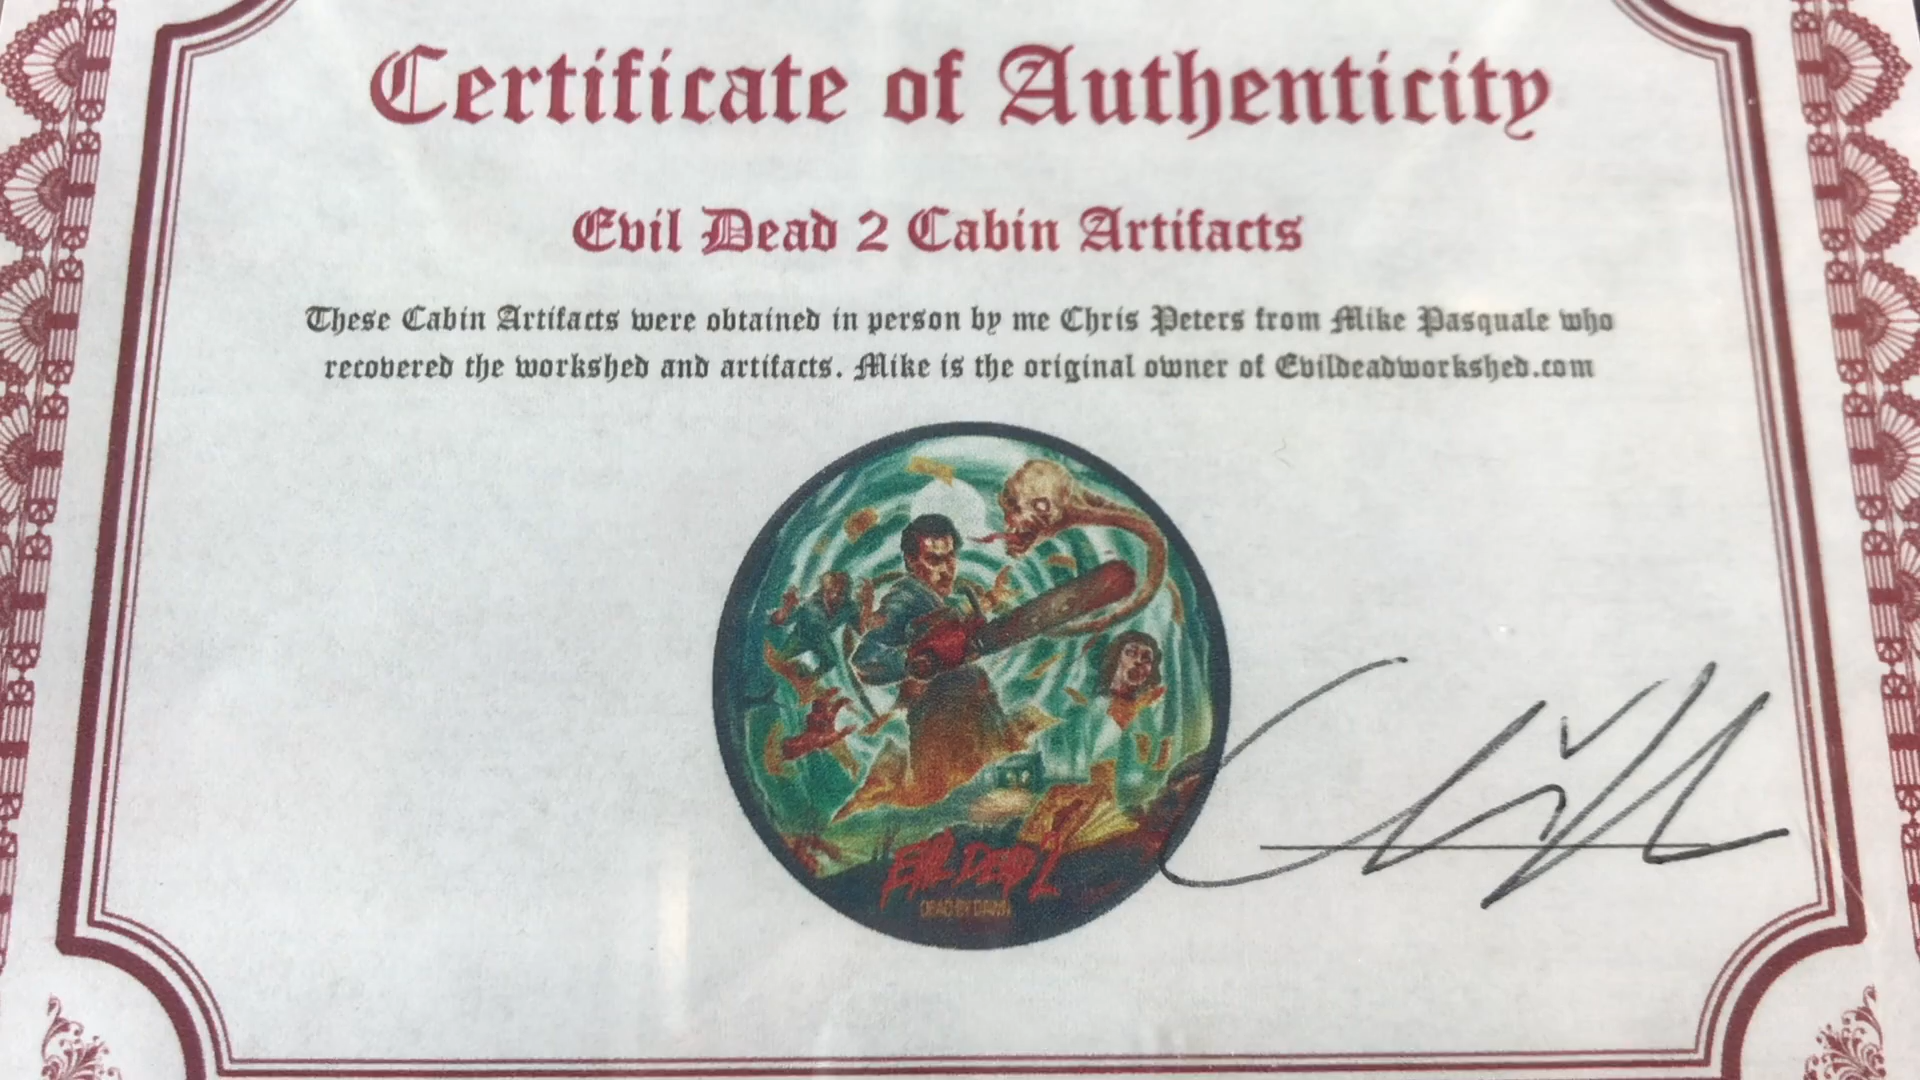 Certificate of Authenticity
Evil Dead 2 Cabin Artifacts
These Cabin Artifacts were obtained in person by me Chris Peters from Mike Pasquale who
recovered the workshed and artifacts. Mike is the original owner of Evildeadworkshed.com
EVIL DEAD 2
DEAD BY DAWN